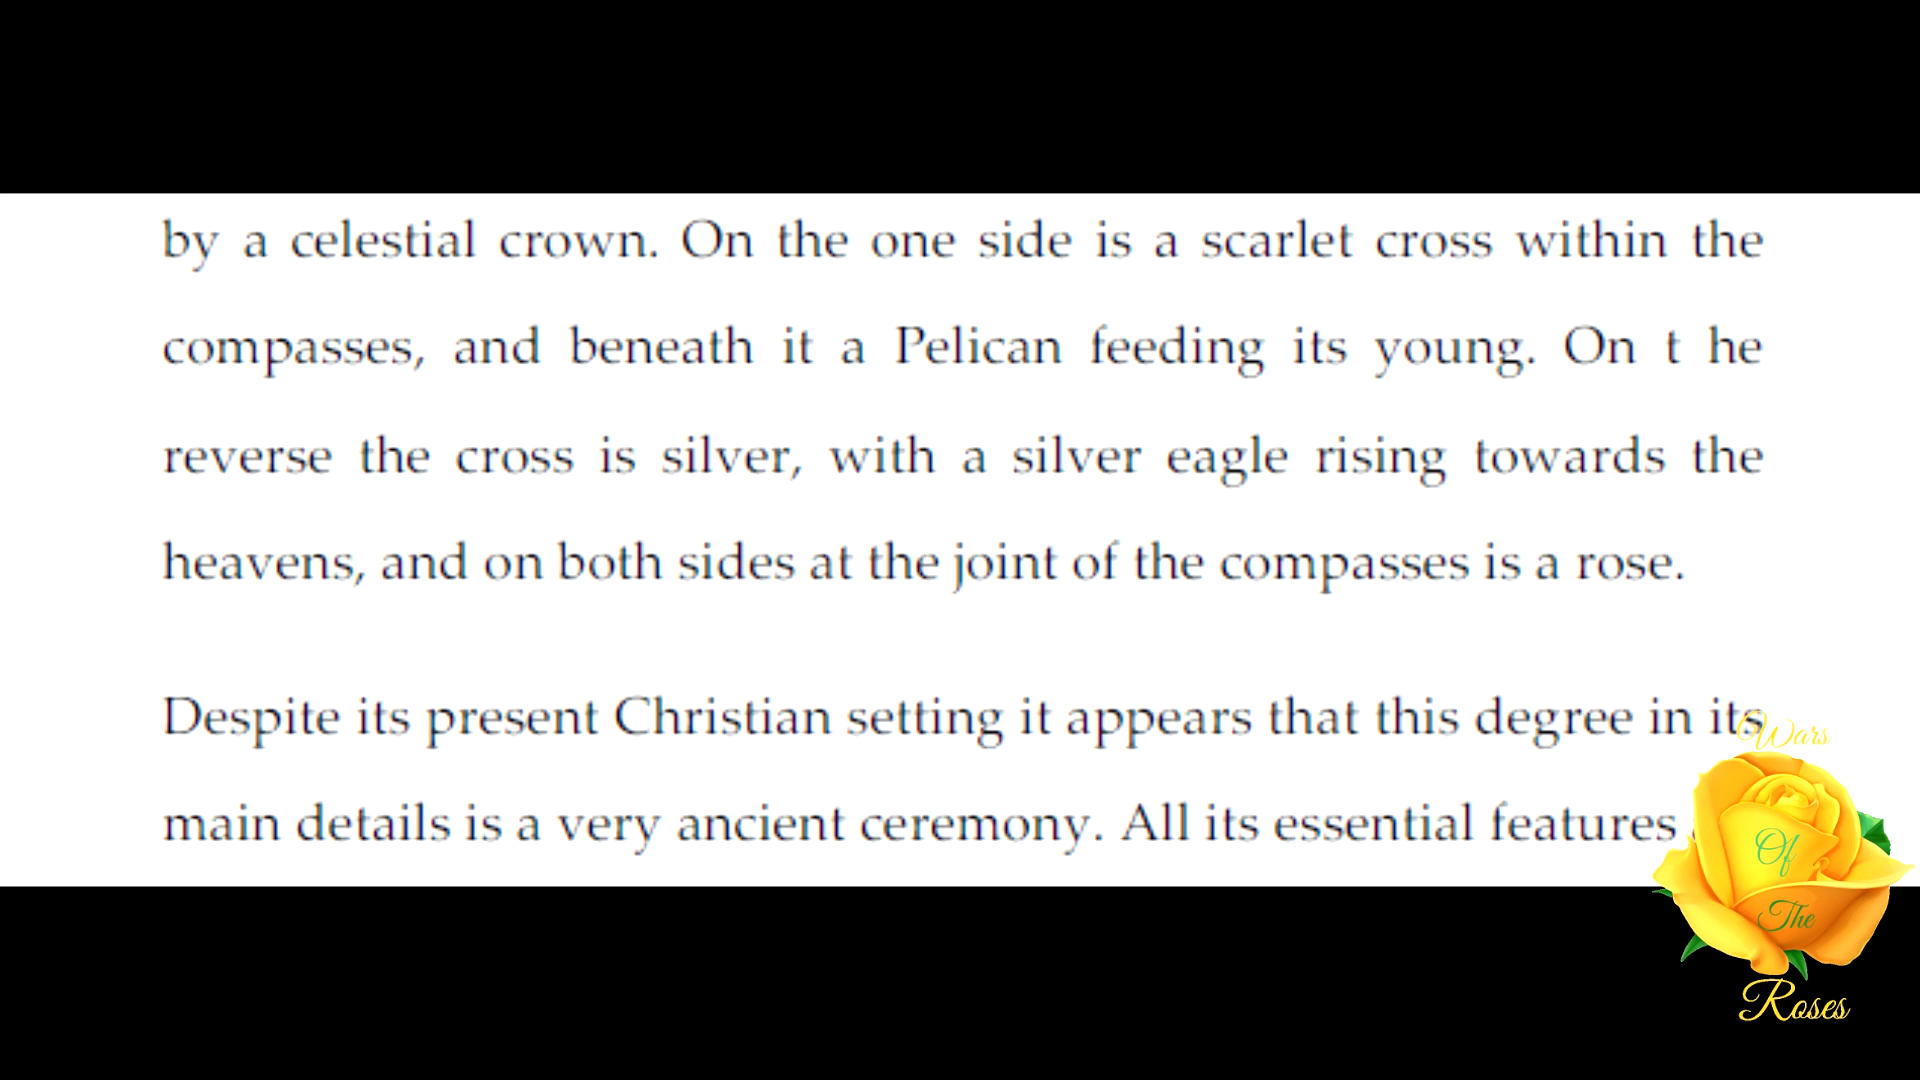 by a celestial crown. On the one side is a scarlet cross within the
compasses, and beneath it a Pelican feeding its young. On t he
reverse the cross is silver, with a silver eagle rising towards the
heavens, and on both sides at the joint of the compasses is a rose.
Despite its present Christian setting it appears that this degree in its
main details is a very ancient ceremony. All its essential features
Wars
Of
The
Roses